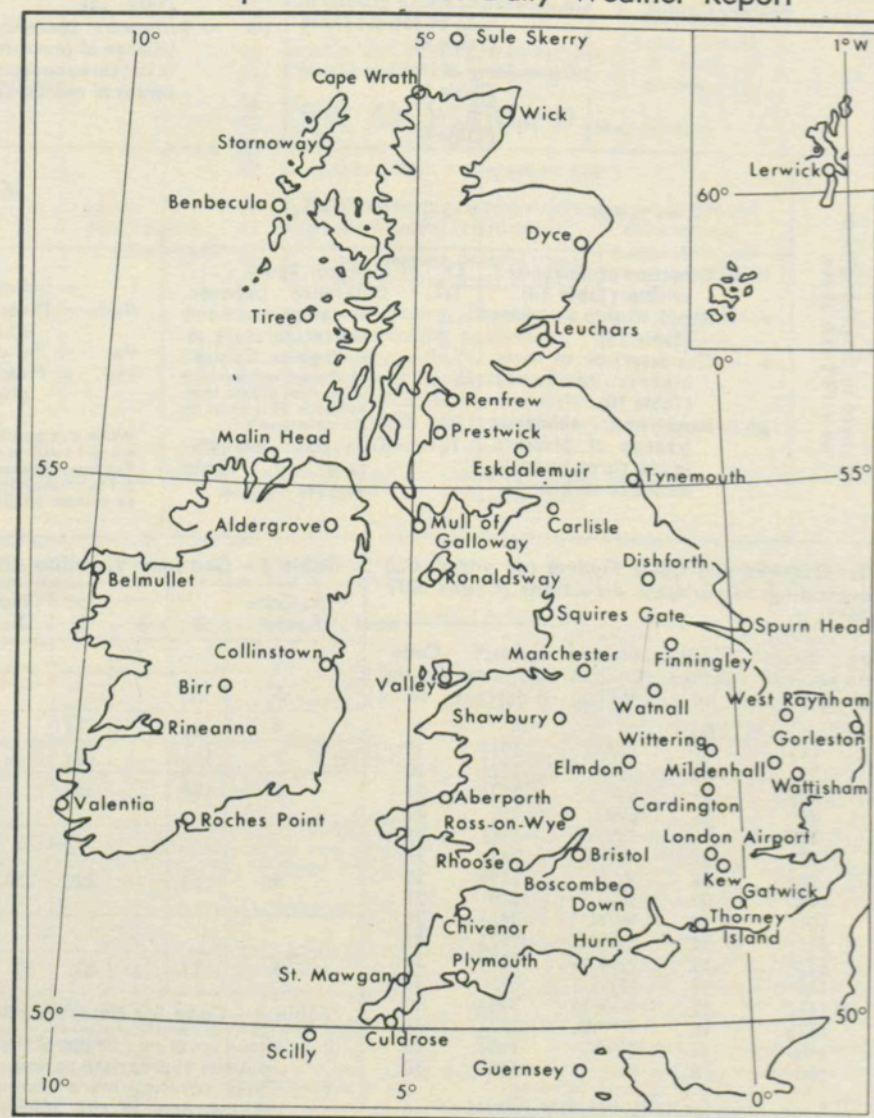 Daily Weather Report
10°
5°
Sule Skerry
1° W
Cape Wrath
Wick
Stornoway
Lerwick
60°
Benbecula
Dyce
Tiree
Leuchars
0°
Renfrew
Malin Head
Prestwick
55°
Eskdalemuir
Tynemouth
55°
Aldergrove
Mull of
Galloway
Carlisle
Belmullet
Ronaldsway
Dishforth
Squires Gate
Spurn Head
Collinstown
Manchester
Finningley
Birr
Valley
Watnall
West Raynham
Rineanna
Shawbury
Wittering
Gorleston
Elmdon
Mildenhall
Wattisham
Valentia
Aberporth
Cardington
Roches Point
Ross-on-Wye
London Airport
Rhoose
Bristol
Kew
Boscombe
Down
Gatwick
Chivenor
Thorney
Island
Hurn
St. Mawgan
Plymouth
50°
50°
Scilly
Culdrose
Guernsey
10°
5°
0°